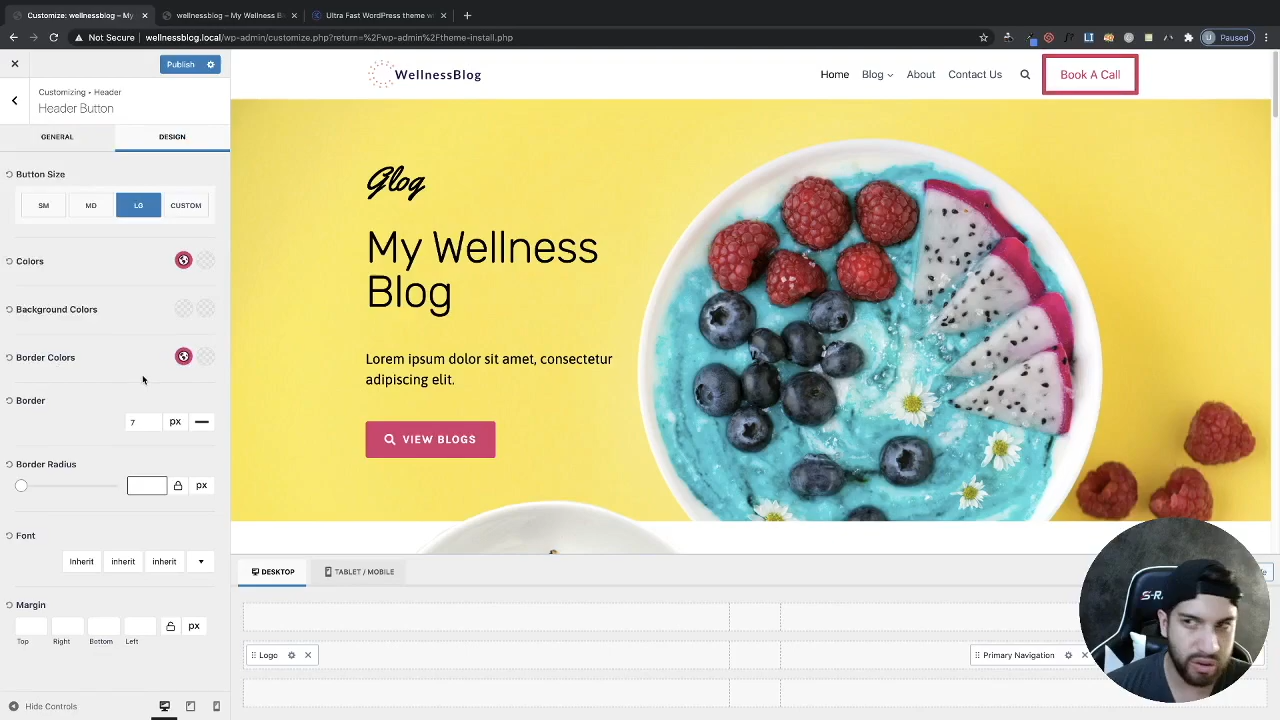 Customizing – WellnessBlog – My
wellnessblog – My Wellness B
Ultra Fast WordPress theme w
Not Secure
wellnessblog.local/wp-admin/customize.php?return=%2Fwp-admin%2Ftheme-install.php
Paused
Publish
Customizing • Header
Header Button
GENERAL
DESIGN
Button Size
SM
MD
LG
CUSTOM
Colors
Background Colors
Border Colors
Border
7
px
Border Radius
px
Font
Inherit
inherit
inherit
Margin
px
Top
Right
Bottom
Left
Hide Controls
WellnessBlog
Home
Blog
About
Contact Us
Book A Call
Glog
My Wellness
Blog
Lorem ipsum dolor sit amet, consectetur
adipiscing elit.
VIEW BLOGS
DESKTOP
TABLET / MOBILE
Logo
Primary Navigation